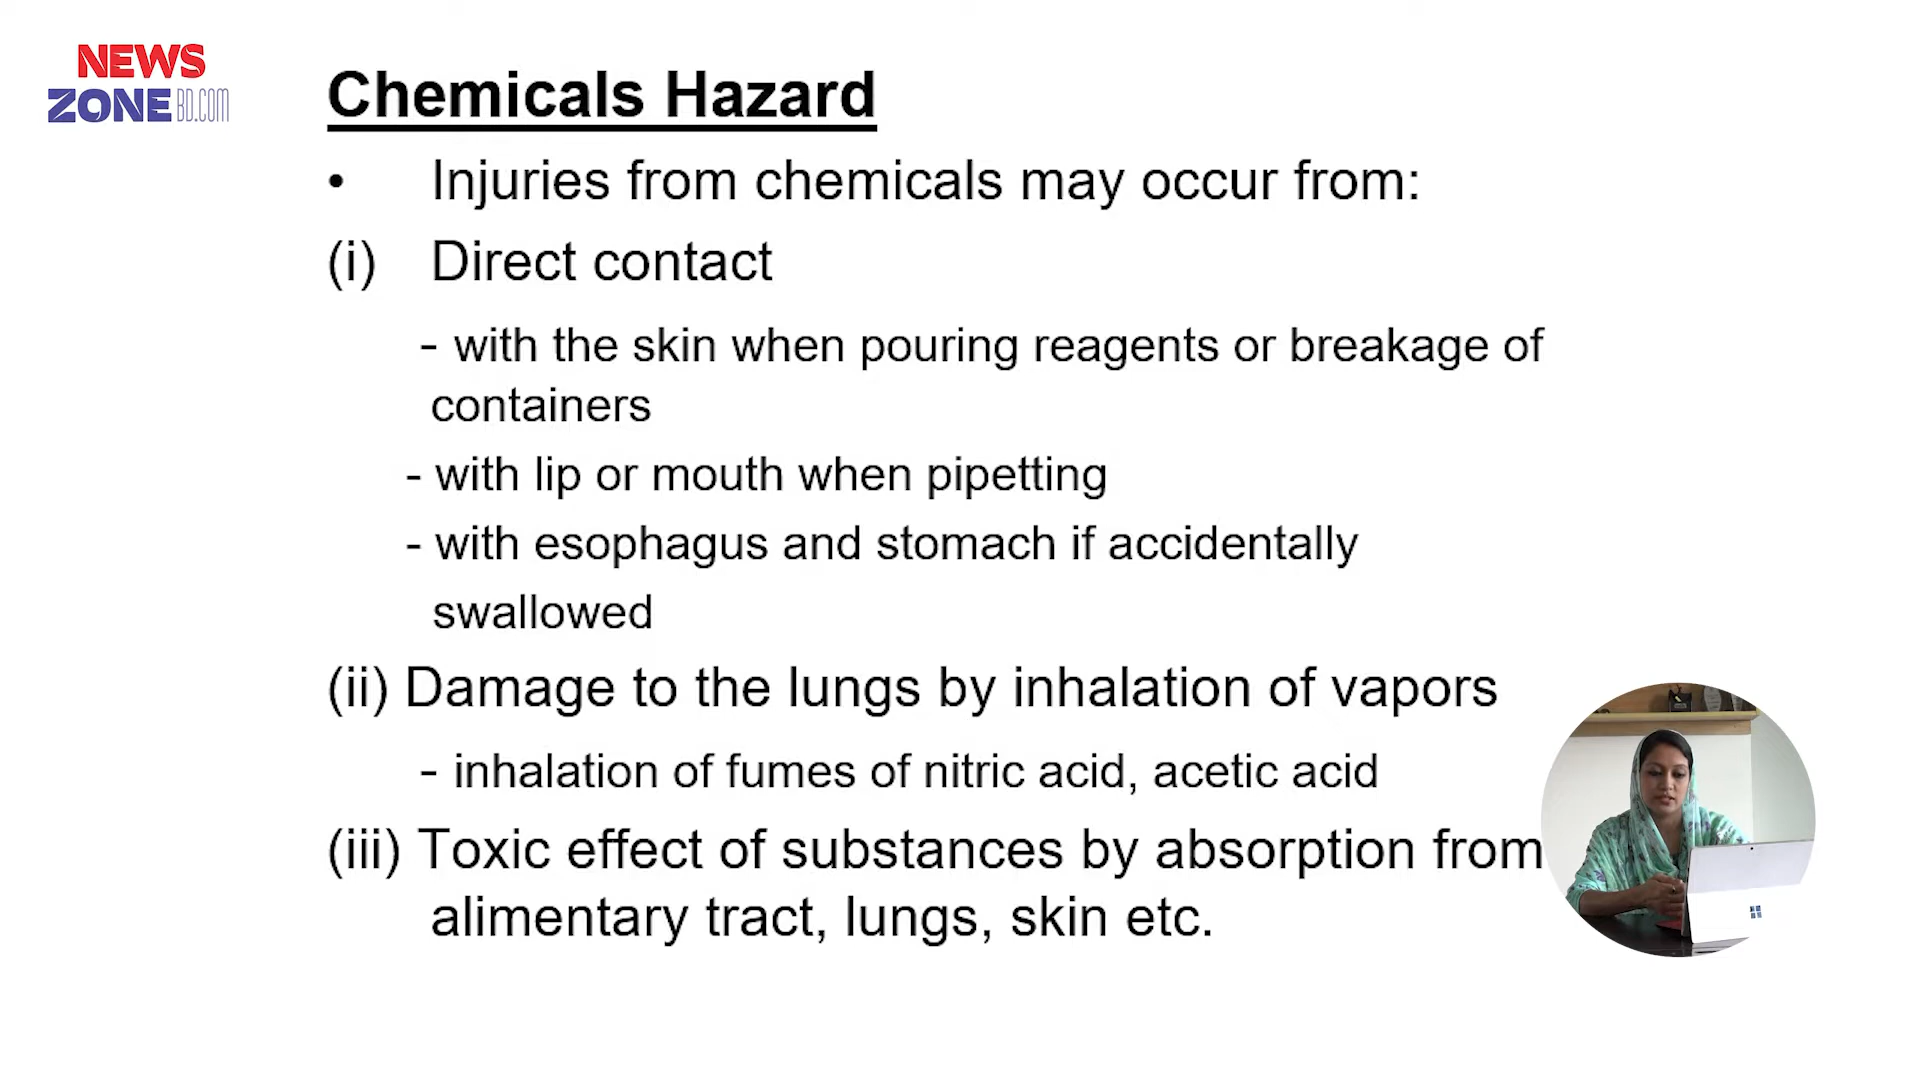 NEWS
ZONE BD.COM
Chemicals Hazard
• Injuries from chemicals may occur from:
(i) Direct contact
- with the skin when pouring reagents or breakage of
containers
- with lip or mouth when pipetting
- with esophagus and stomach if accidentally
swallowed
(ii) Damage to the lungs by inhalation of vapors
- inhalation of fumes of nitric acid, acetic acid
(iii) Toxic effect of substances by absorption from
alimentary tract, lungs, skin etc.